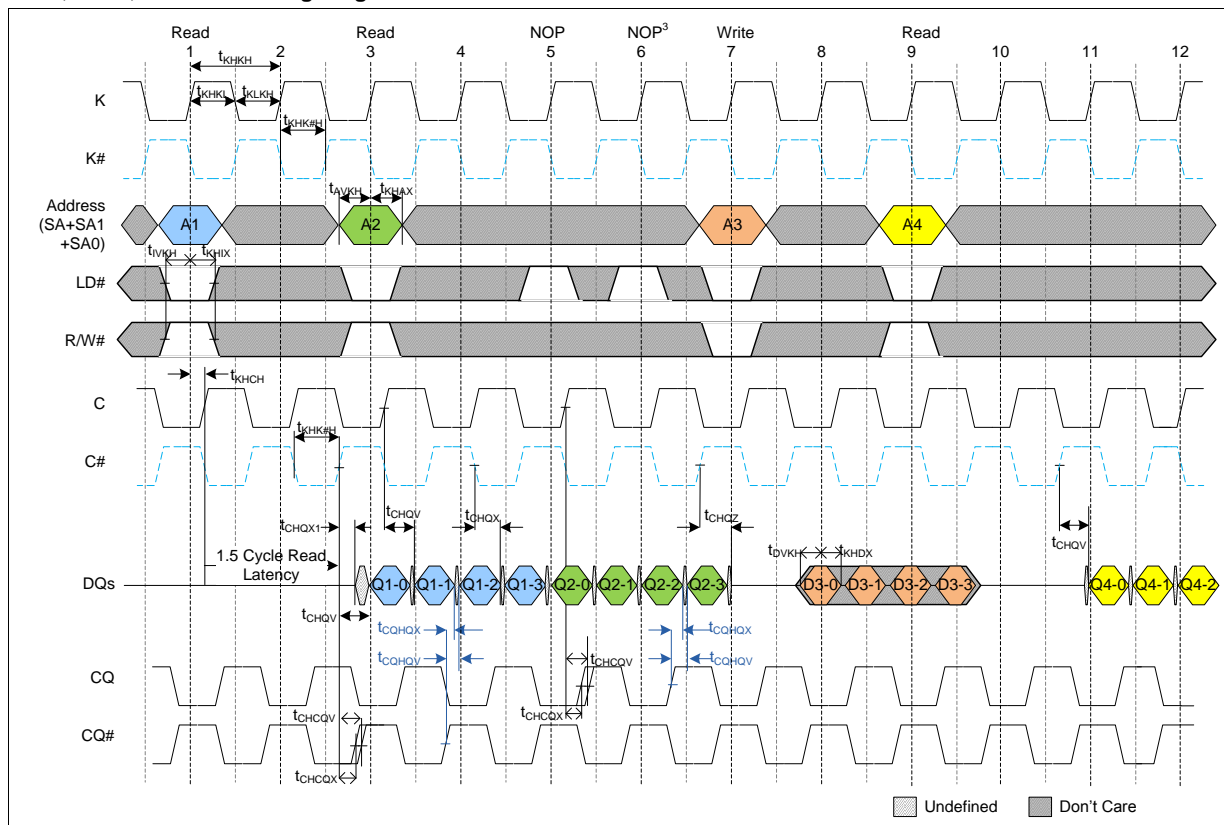 Read Read NOP NOP³ Write Read
1 2 3 4 5 6 7 8 9 10 11 12
tKHKH
K
tKHKL tKLKH
tKHK#H
K#
tAVKH tKHAX
Address
(SA+SA1
+SA0)
A1 A2 A3 A4
tIVKH tKHIX
LD#
R/W#
tKHCH
C
tKHK#H
C#
tCHQX1 tCHQV tCHQX tCHQZ tCHQV
1.5 Cycle Read
Latency
tDVKH tKHDX
DQs
Q1-0 Q1-1 Q1-2 Q1-3 Q2-0 Q2-1 Q2-2 Q2-3 D3-0 D3-1 D3-2 D3-3 Q4-0 Q4-1 Q4-2
tCHQV
tCQHQX tCQHQX
tCQHQV tCHCQV tCQHQV
CQ
tCHCQV tCHCQX
CQ#
tCHCQX
Undefined Don't Care